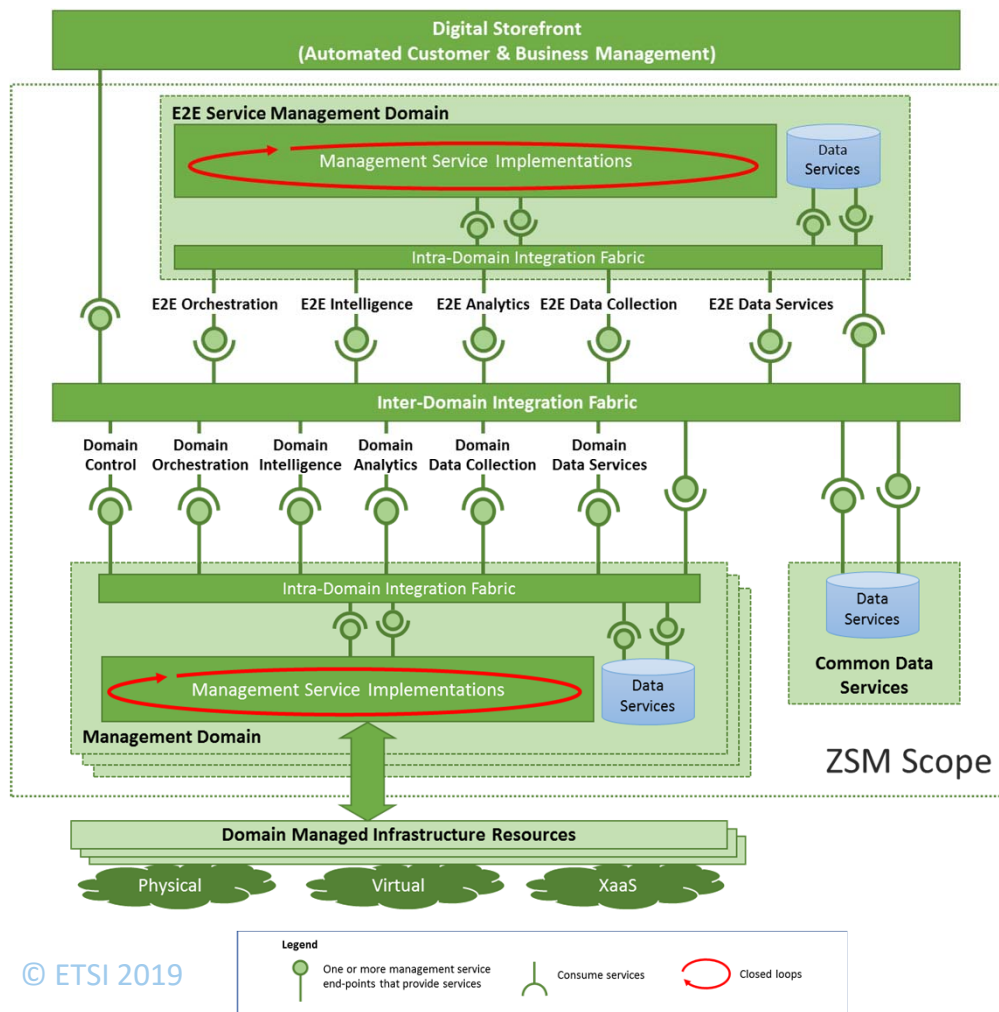 Digital Storefront
(Automated Customer & Business Management)
E2E Service Management Domain
Management Service Implementations
Data
Services
Intra-Domain Integration Fabric
E2E Orchestration
E2E Intelligence
E2E Analytics
E2E Data Collection
E2E Data Services
Inter-Domain Integration Fabric
Domain
Control
Domain
Orchestration
Domain
Intelligence
Domain
Analytics
Domain
Data Collection
Domain
Data Services
Intra-Domain Integration Fabric
Management Service Implementations
Data
Services
Management Domain
Data
Services
Common Data
Services
ZSM Scope
Domain Managed Infrastructure Resources
Physical
Virtual
XaaS
© ETSI 2019
Legend
One or more management service
end-points that provide services
Consume services
Closed loops